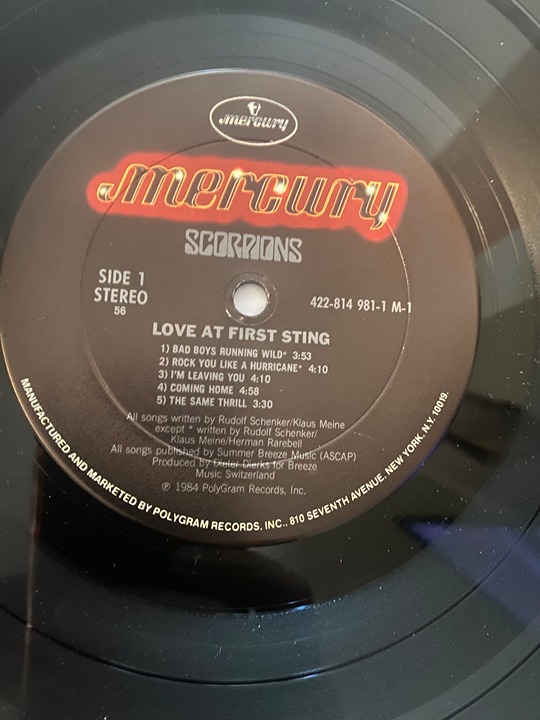 mercury
mercury
SCORPIONS
SIDE 1
STEREO
56
422-814 981-1 M-1
LOVE AT FIRST STING
1) BAD BOYS RUNNING WILD* 3:53
2) ROCK YOU LIKE A HURRICANE* 4:10
3) I'M LEAVING YOU 4:10
4) COMING HOME 4:58
5) THE SAME THRILL 3:30
All songs written by Rudolf Schenker/Klaus Meine
except * written by Rudolf Schenker/
Klaus Meine/Herman Rarebell
All songs published by Summer Breeze Music (ASCAP)
Produced by Dieter Dierks for Breeze
Music Switzerland
℗ 1984 PolyGram Records, Inc.
MANUFACTURED AND MARKETED BY POLYGRAM RECORDS, INC., 810 SEVENTH AVENUE, NEW YORK, N.Y. 10019.